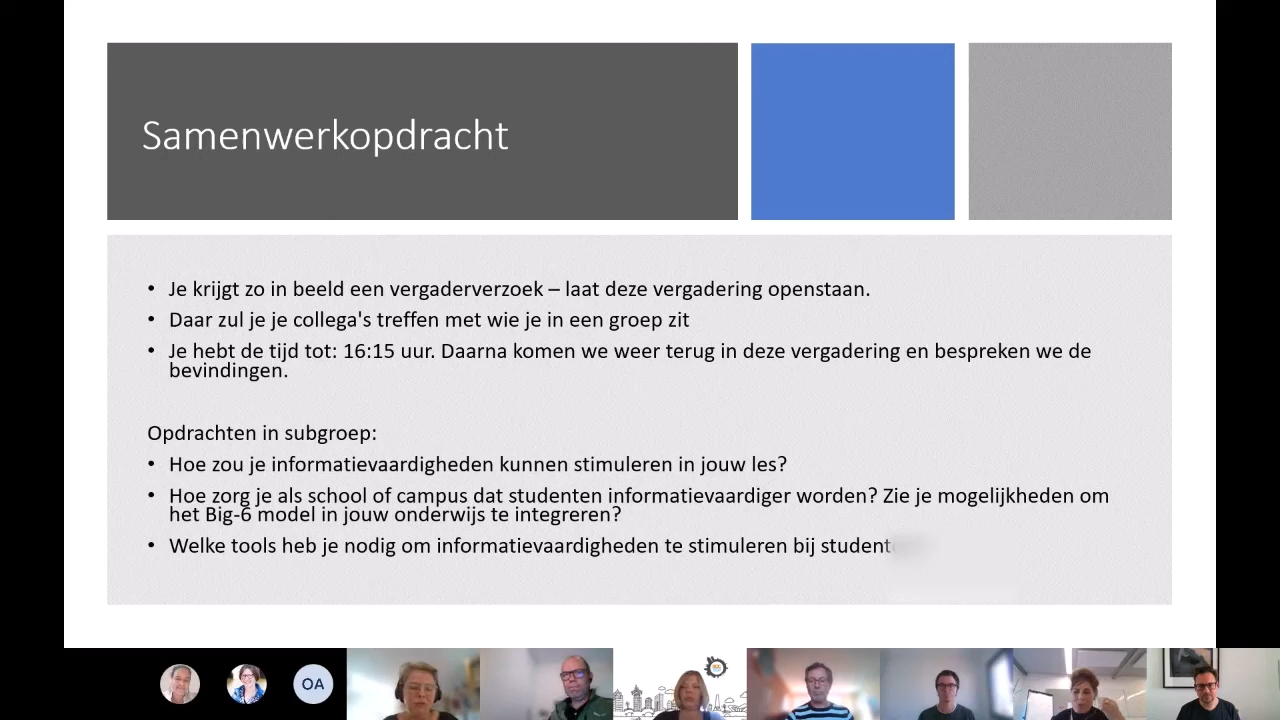 Samenwerkopdracht
• Je krijgt zo in beeld een vergaderverzoek – laat deze vergadering openstaan.
• Daar zul je je collega's treffen met wie je in een groep zit
• Je hebt de tijd tot: 16:15 uur. Daarna komen we weer terug in deze vergadering en bespreken we de
bevindingen.
Opdrachten in subgroep:
• Hoe zou je informatievaardigheden kunnen stimuleren in jouw les?
• Hoe zorg je als school of campus dat studenten informatievaardiger worden? Zie je mogelijkheden om
het Big-6 model in jouw onderwijs te integreren?
• Welke tools heb je nodig om informatievaardigheden te stimuleren bij
OA